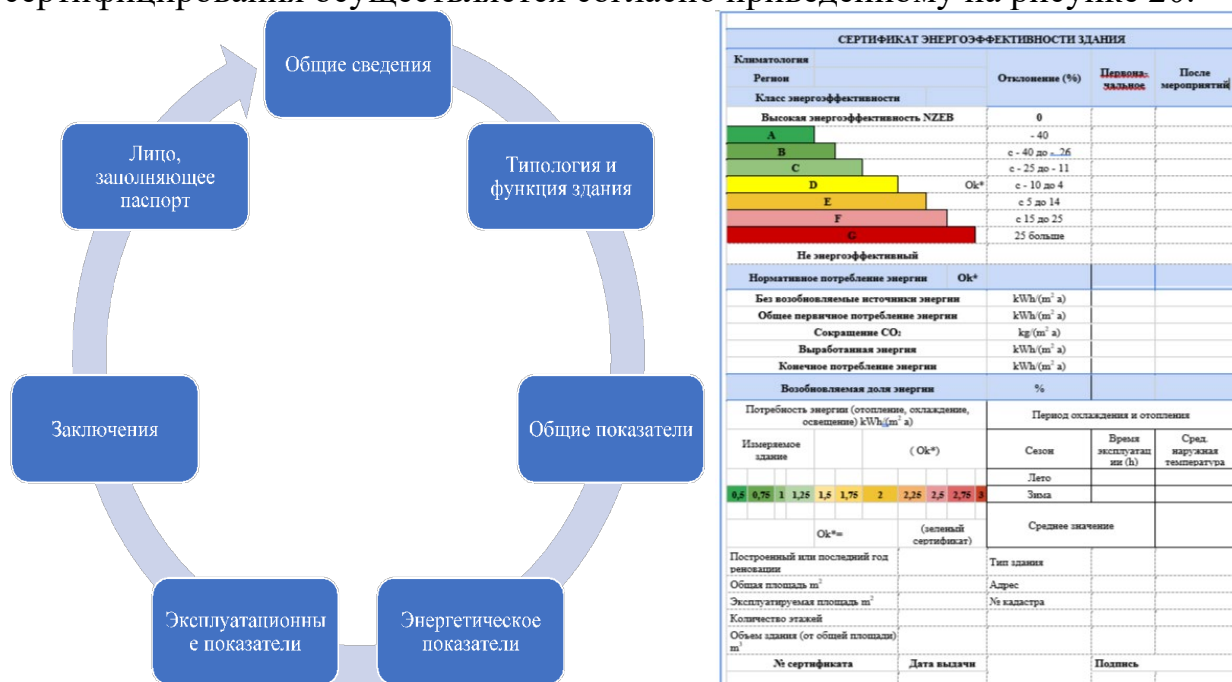 сертифицирования осуществляется согласно приведенному на рисунке 20.
Общие сведения
Типология и
функция здания
Общие показатели
Энергетическое
показатели
Эксплуатационны
е показатели
Заключения
Лицо,
заполняющее
паспорт
СЕРТИФИКАТ ЭНЕРГОЭФФЕКТИВНОСТИ ЗДАНИЯ
Климатология
Регион
Класс энергоэффективности
Отклонение (%)
Первона-
чальное
После
мероприятий
Высокая энергоэффективность NZEB 0
A - 40
B с - 40 до - 26
C с - 25 до - 11
D Ok* с - 10 до 4
E с 5 до 14
F с 15 до 25
G 25 больше
Не энергоэффективный
Нормативное потребление энергии Ok*
Без возобновляемые источники энергии kWh/(m² a)
Общее первичное потребление энергии kWh/(m² a)
Сокращение CO₂ kg/(m² a)
Выработанная энергия kWh/(m² a)
Конечное потребление энергии kWh/(m² a)
Возобновляемая доля энергии %
Потребность энергии (отопление, охлаждение,
освещение) kWh/(m² a)
Период охлаждения и отопления
Измеряемое
здание
( Ok*)
Сезон
Время
эксплуатац
ии (h)
Сред.
наружная
температура
Лето
0,5 0,75 1 1,25 1,5 1,75 2 2,25 2,5 2,75 3 Зима
Ok*=
(зеленый
сертификат)
Среднее значение
Построенный или последний год
реновации
Тип здания
Общая площадь m² Адрес
Эксплуатируемая площадь m² № кадастра
Количество этажей
Объем здания (от общей площади)
m³
№ сертификата Дата выдачи Подпись